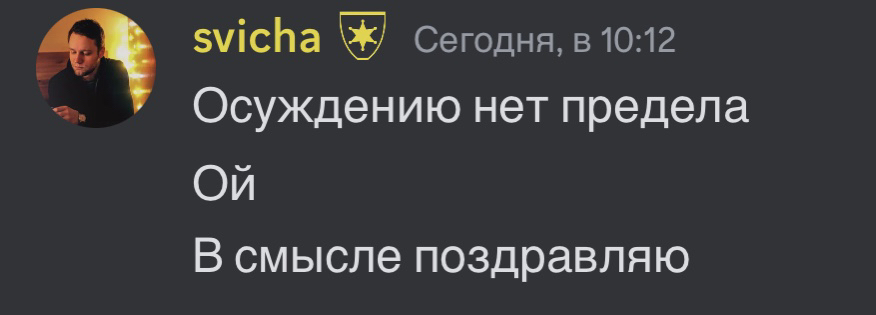 svicha Сегодня, в 10:12
Осуждению нет предела
Ой
В смысле поздравляю